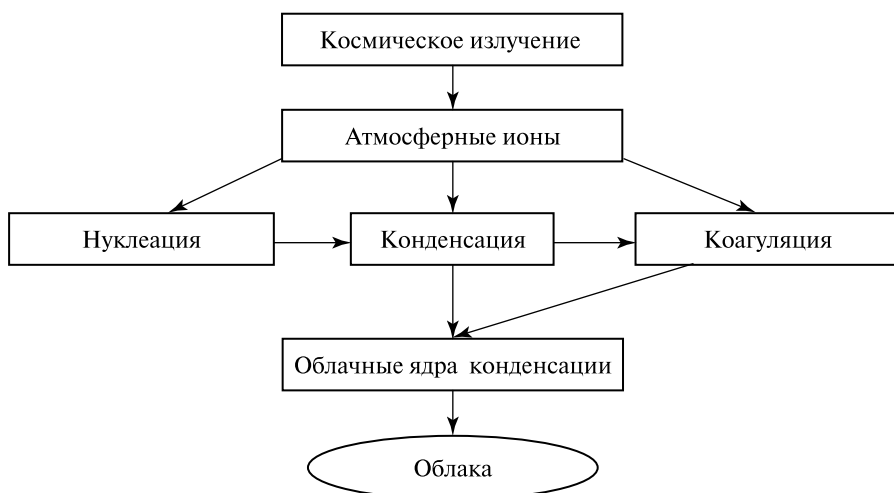 Космическое излучение
Атмосферные ионы
Нуклеация
Конденсация
Коагуляция
Облачные ядра конденсации
Облака